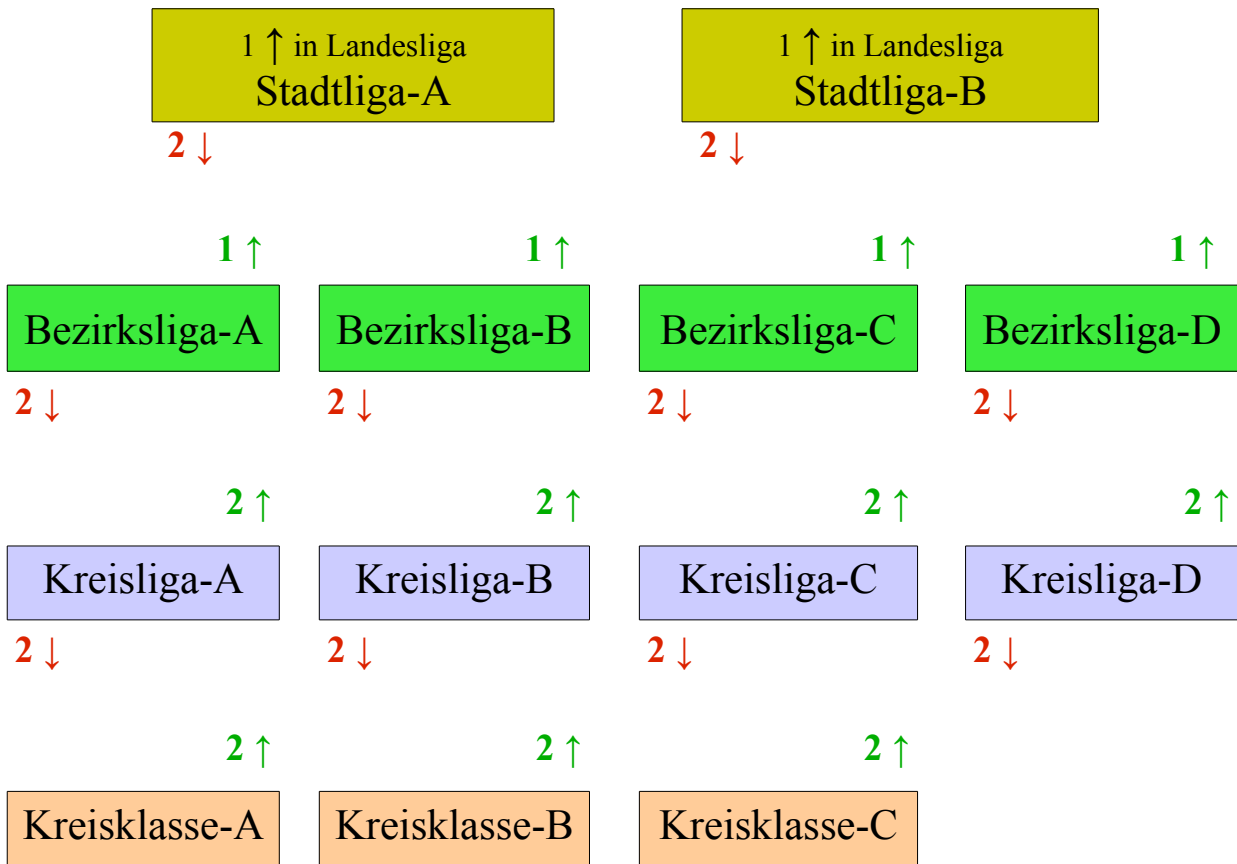 1 ↑ in Landesliga
Stadtliga-A
1 ↑ in Landesliga
Stadtliga-B
2 ↓
2 ↓
1 ↑
1 ↑
1 ↑
1 ↑
Bezirksliga-A
Bezirksliga-B
Bezirksliga-C
Bezirksliga-D
2 ↓
2 ↓
2 ↓
2 ↓
2 ↑
2 ↑
2 ↑
2 ↑
Kreisliga-A
Kreisliga-B
Kreisliga-C
Kreisliga-D
2 ↓
2 ↓
2 ↓
2 ↓
2 ↑
2 ↑
2 ↑
Kreisklasse-A
Kreisklasse-B
Kreisklasse-C